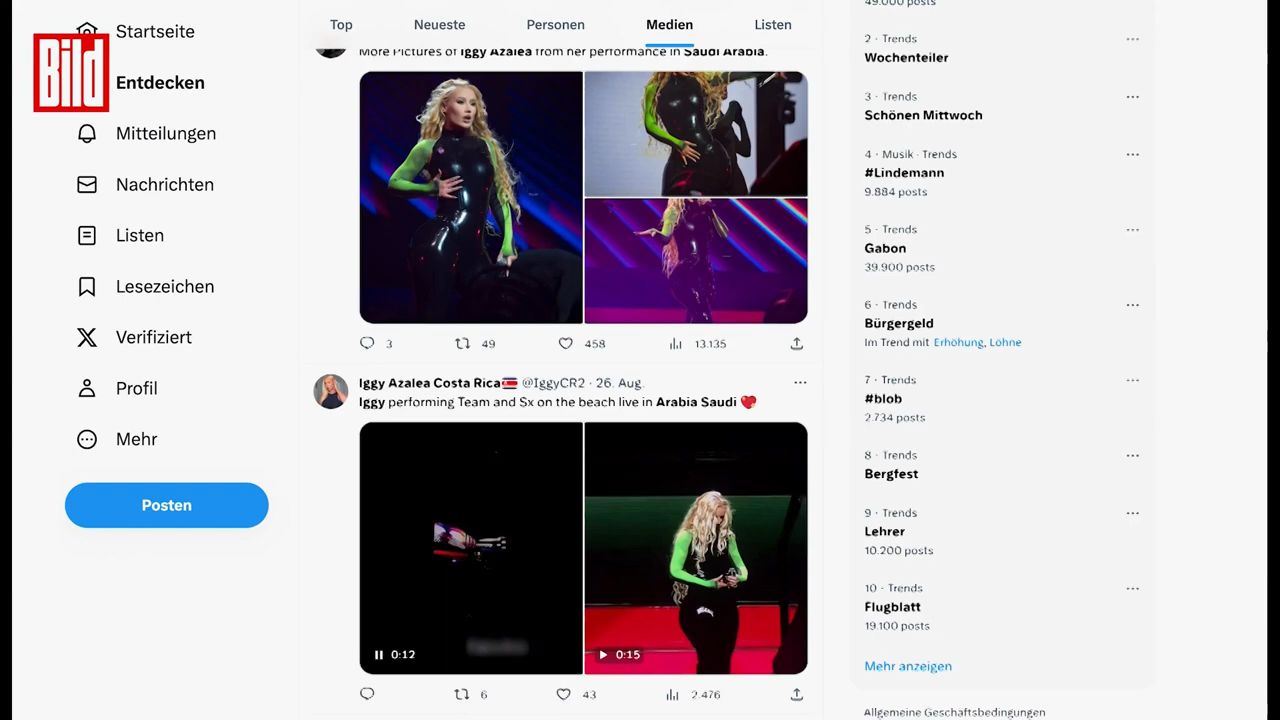 Bild
Startseite
Entdecken
Mitteilungen
Nachrichten
Listen
Lesezeichen
Verifiziert
Profil
Mehr
Posten
Top
Neueste
Personen
Medien
Listen
More Pictures of Iggy Azalea from her performance in Saudi Arabia.
3
49
458
13.135
Iggy Azalea Costa Rica @IggyCR2 · 26. Aug.
Iggy performing Team and Sx on the beach live in Arabia Saudi
0:12
0:15
6
43
2.476
49.000 posts
2 · Trends
Wochenteiler
3 · Trends
Schönen Mittwoch
4 · Musik · Trends
#Lindemann
9.884 posts
5 · Trends
Gabon
39.900 posts
6 · Trends
Bürgergeld
Im Trend mit Erhöhung, Löhne
7 · Trends
#blob
2.734 posts
8 · Trends
Bergfest
9 · Trends
Lehrer
10.200 posts
10 · Trends
Flugblatt
19.100 posts
Mehr anzeigen
Allgemeine Geschäftsbedingungen